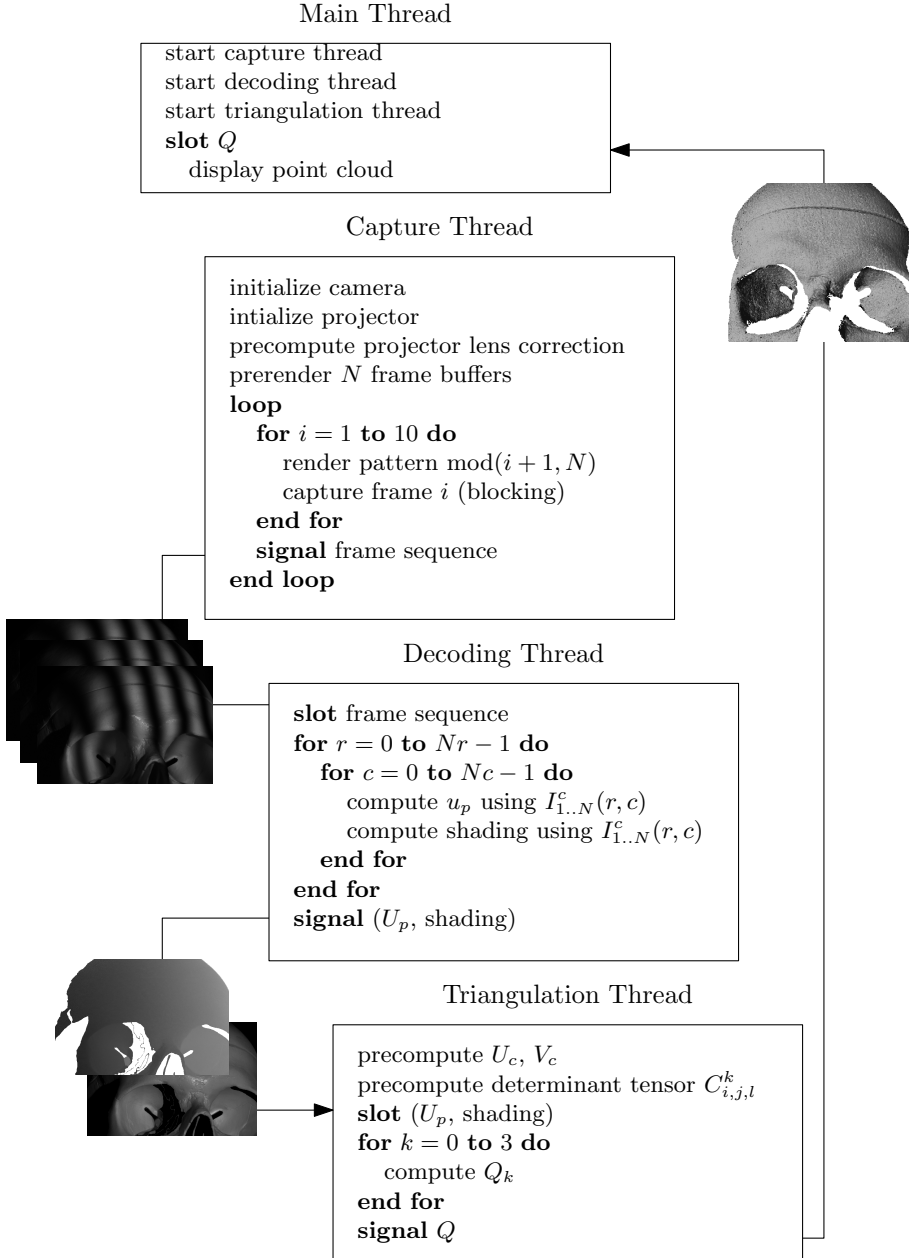 Main Thread
start capture thread
start decoding thread
start triangulation thread
slot Q
display point cloud
Capture Thread
initialize camera
intialize projector
precompute projector lens correction
prerender N frame buffers
loop
for i = 1 to 10 do
render pattern mod(i + 1, N)
capture frame i (blocking)
end for
signal frame sequence
end loop
Decoding Thread
slot frame sequence
for r = 0 to Nr − 1 do
for c = 0 to Nc − 1 do
compute u_p using I^c_{1..N}(r, c)
compute shading using I^c_{1..N}(r, c)
end for
end for
signal (U_p, shading)
Triangulation Thread
precompute U_c, V_c
precompute determinant tensor C^k_{i,j,l}
slot (U_p, shading)
for k = 0 to 3 do
compute Q_k
end for
signal Q